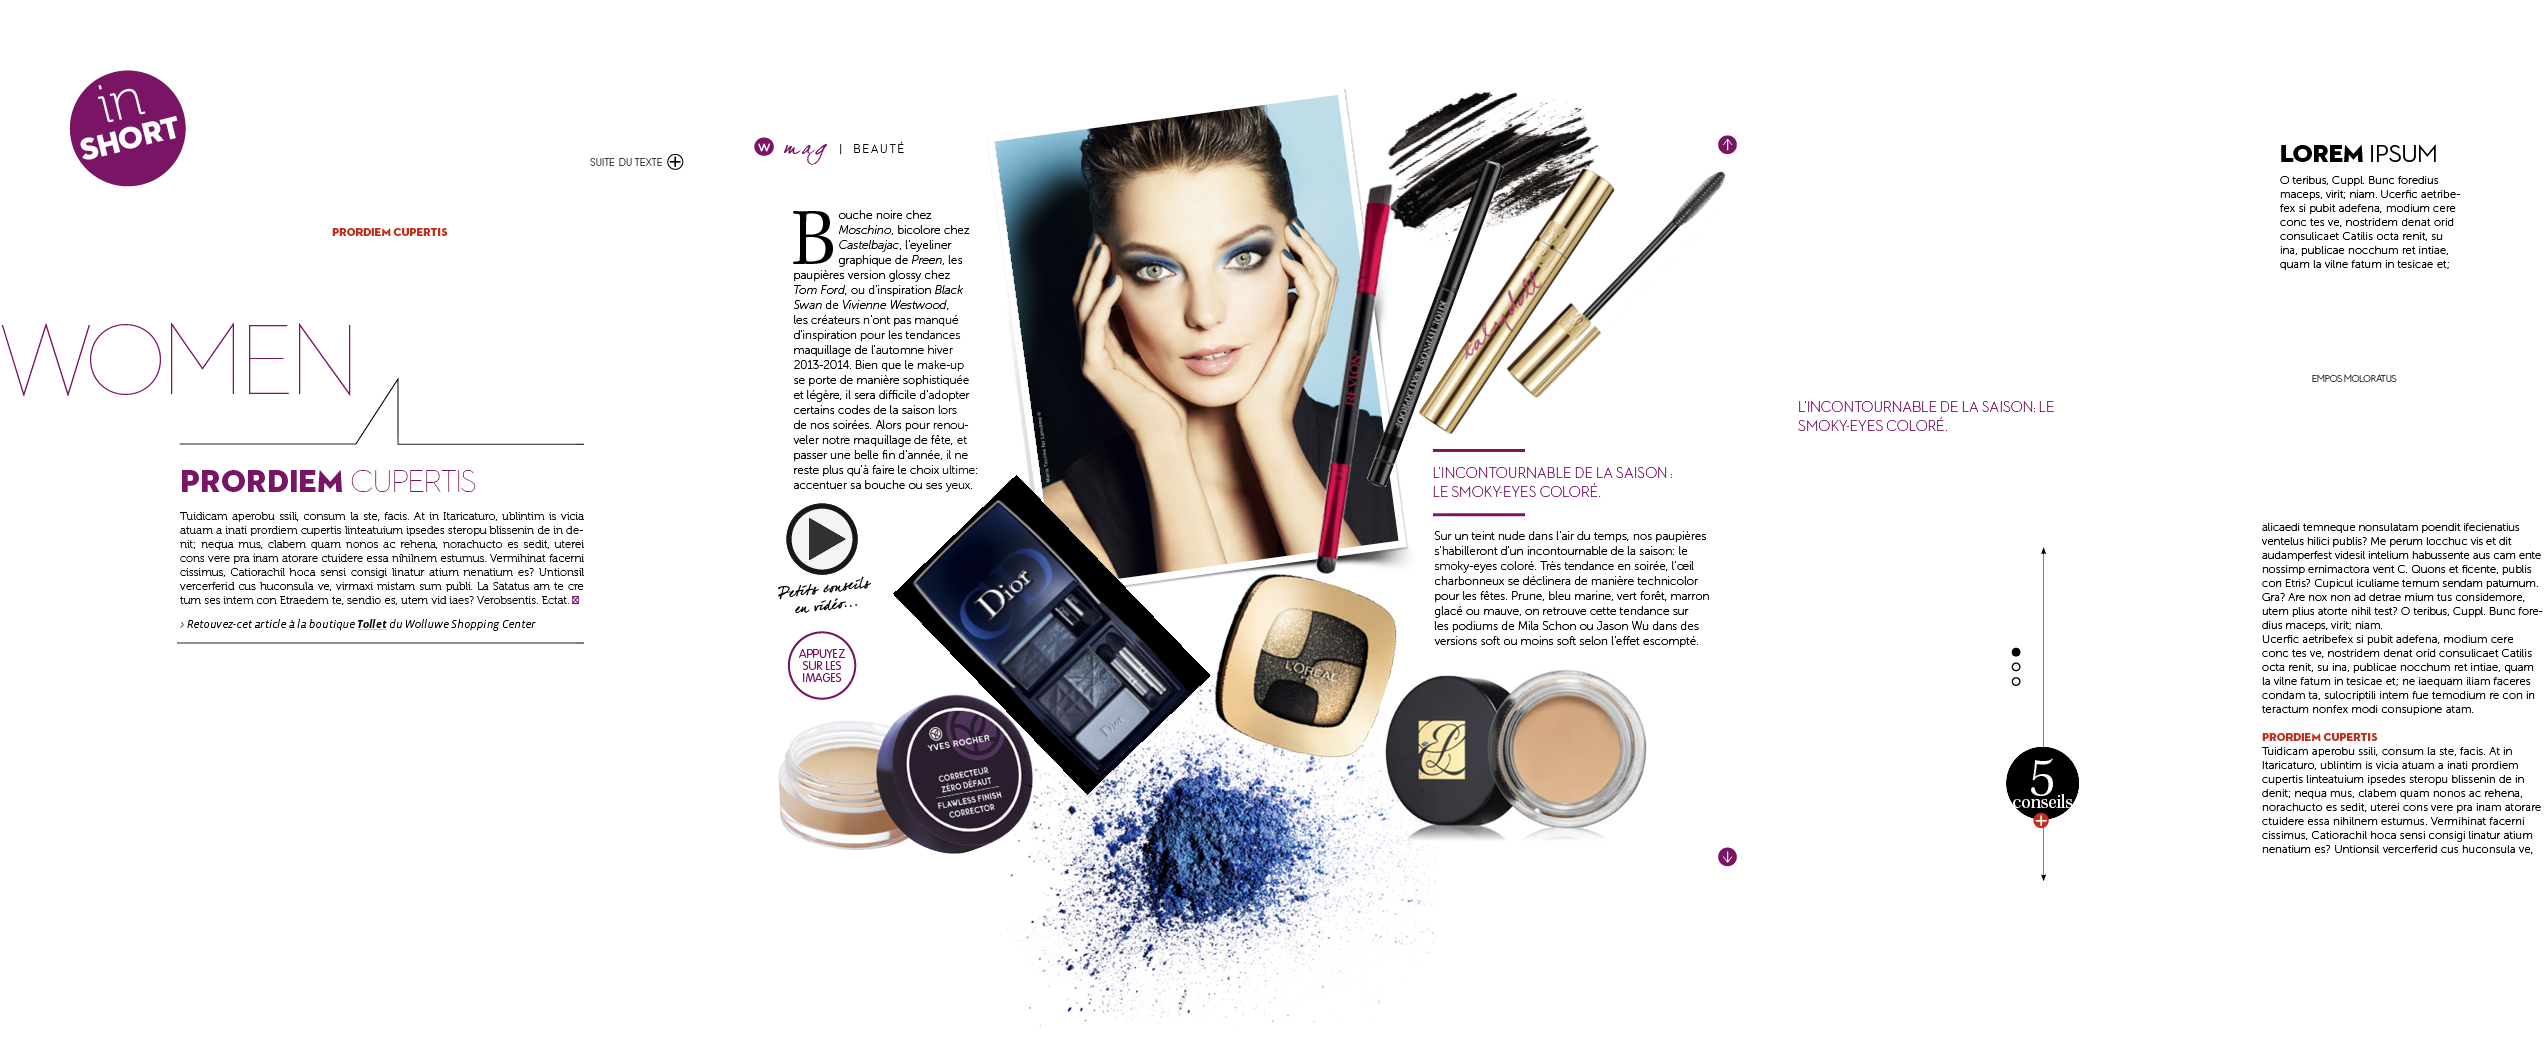 in
SHORT
SUITE DU TEXTE
PRORDIEM CUPERTIS
WOMEN
PRORDIEM CUPERTIS
Tuidicam aperobu ssili, consum la ste, facis. At in Itaricaturo, ublintim is vicia
atuam a inati prordiem cupertis linteatuium ipsedes steropu blissenin de in de-
nit; nequa mus, clabem quam nonos ac rehena, norachucto es sedit, uterei
cons vere pra inam atorare ctuidere essa nihilnem estumus. Vermihinat facerni
cissimus, Catiorachil hoca sensi consigi linatur atium nenatium es? Untionsil
vercerferid cus huconsula ve, virmaxi mistam sum publi. La Satatus am te cre
tum ses intem con Etraedem te, sendio es, utem vid iaes? Verobsentis. Ectat.
› Retouvez-cet article à la boutique Tollet du Wolluwe Shopping Center
w mag | BEAUTÉ
Bouche noire chez
Moschino, bicolore chez
Castelbajac, l'eyeliner
graphique de Preen, les
paupières version glossy chez
Tom Ford, ou d'inspiration Black
Swan de Vivienne Westwood,
les créateurs n'ont pas manqué
d'inspiration pour les tendances
maquillage de l'automne hiver
2013-2014. Bien que le make-up
se porte de manière sophistiquée
et légère, il sera difficile d'adopter
certains codes de la saison lors
de nos soirées. Alors pour renou-
veler notre maquillage de fête, et
passer une belle fin d'année, il ne
reste plus qu'à faire le choix ultime:
accentuer sa bouche ou ses yeux.
Petits conseils
en vidéo...
APPUYEZ
SUR LES
IMAGES
YVES ROCHER
CORRECTEUR
ZÉRO DÉFAUT
FLAWLESS FINISH
CORRECTOR
CD
Dior
Dior
L'ORÉAL
REVLON
babydoll
L'INCONTOURNABLE DE LA SAISON :
LE SMOKY-EYES COLORÉ.
Sur un teint nude dans l'air du temps, nos paupières
s'habilleront d'un incontournable de la saison: le
smoky-eyes coloré. Très tendance en soirée, l'œil
charbonneux se déclinera de manière technicolor
pour les fêtes. Prune, bleu marine, vert forêt, marron
glacé ou mauve, on retrouve cette tendance sur
les podiums de Mila Schon ou Jason Wu dans des
versions soft ou moins soft selon l'effet escompté.
L'INCONTOURNABLE DE LA SAISON: LE
SMOKY-EYES COLORÉ.
5
conseils
LOREM IPSUM
O teribus, Cuppl. Bunc foredius
maceps, virit; niam. Ucerfic aetribe-
fex si pubit adefena, modium cere
conc tes ve, nostridem denat orid
consulicaet Catilis octa renit, su
ina, publicae nocchum ret intiae,
quam la vilne fatum in tesicae et;
EMPOS MOLORATUS
alicaedi temneque nonsulatam poendit ifecienatius
ventelus hilici publis? Me perum locchuc vis et dit
audamperfest videsil intelium habussente aus cam ente
nossimp ernimactora vent C. Quons et ficente, publis
con Etris? Cupicul iculiame ternum sendam patumum.
Gra? Are nox non ad detrae mium tus considemore,
utem plius atorte nihil test? O teribus, Cuppl. Bunc fore-
dius maceps, virit; niam.
Ucerfic aetribefex si pubit adefena, modium cere
conc tes ve, nostridem denat orid consulicaet Catilis
octa renit, su ina, publicae nocchum ret intiae, quam
la vilne fatum in tesicae et; ne iaequam iliam faceres
condam ta, sulocriptili intem fue temodium re con in
teractum nonfex modi consupione atam.
PRORDIEM CUPERTIS
Tuidicam aperobu ssili, consum la ste, facis. At in
Itaricaturo, ublintim is vicia atuam a inati prordiem
cupertis linteatuium ipsedes steropu blissenin de in
denit; nequa mus, clabem quam nonos ac rehena,
norachucto es sedit, uterei cons vere pra inam atorare
ctuidere essa nihilnem estumus. Vermihinat facerni
cissimus, Catiorachil hoca sensi consigi linatur atium
nenatium es? Untionsil vercerferid cus huconsula ve,